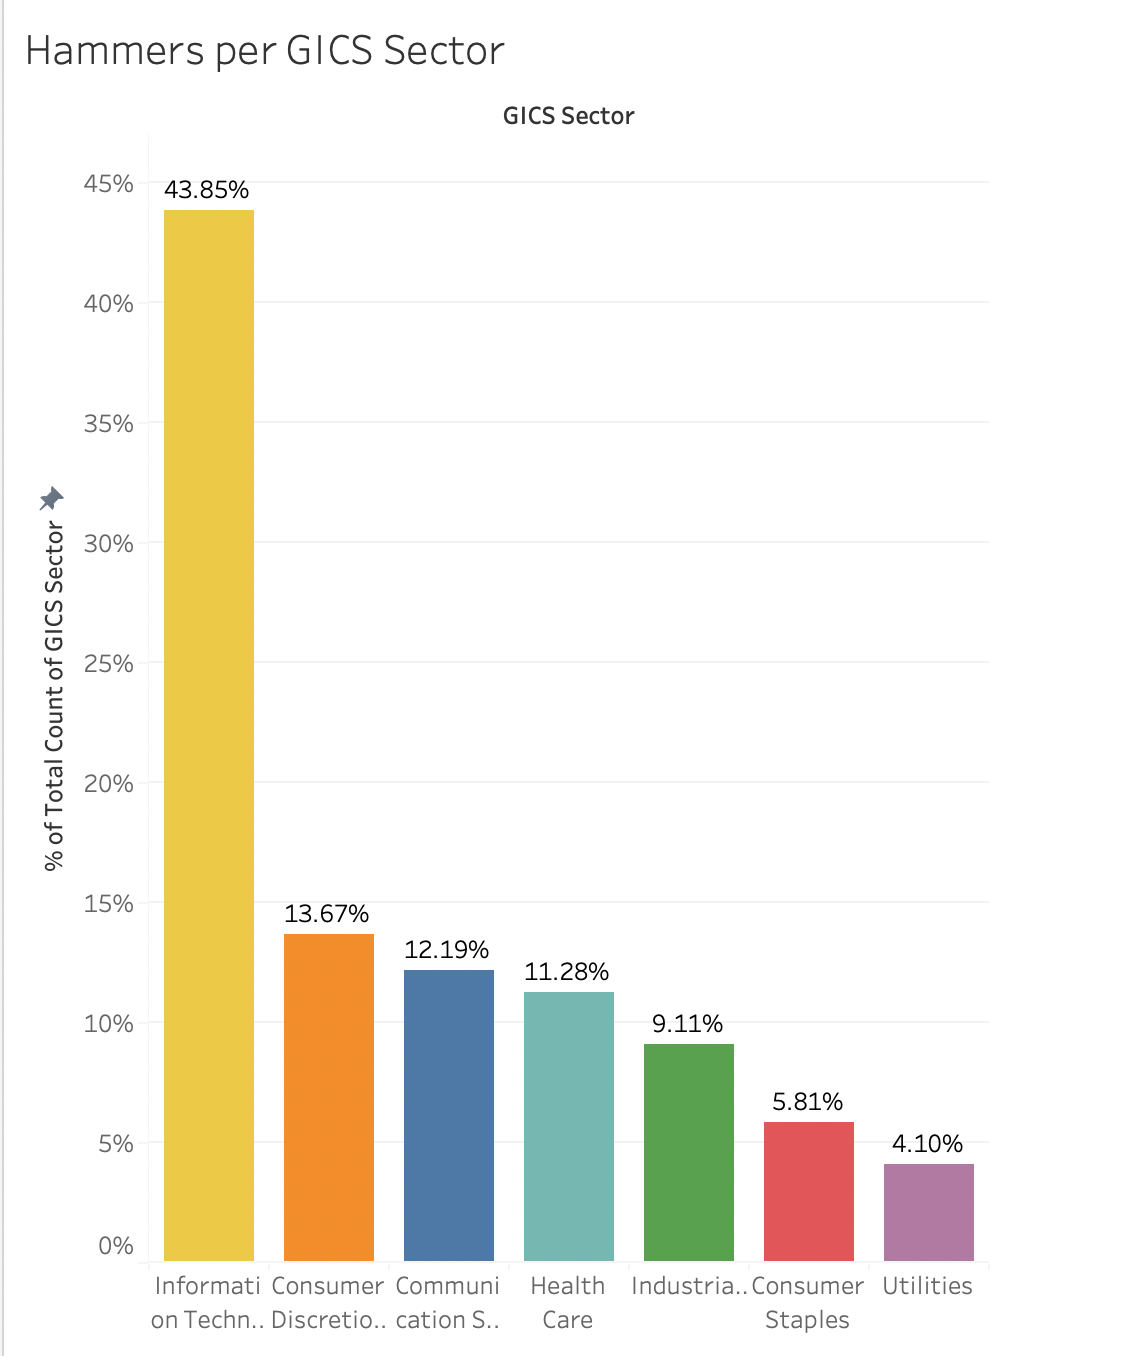 Hammers per GICS Sector
GICS Sector
% of Total Count of GICS Sector
45%
40%
35%
30%
25%
20%
15%
10%
5%
0%
43.85%
13.67%
12.19%
11.28%
9.11%
5.81%
4.10%
Informati
on Techn..
Consumer
Discretio..
Communi
cation S..
Health
Care
Industria..
Consumer
Staples
Utilities